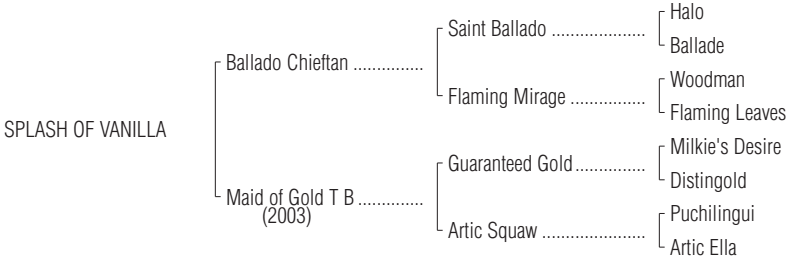 Halo
Saint Ballado .....................
Ballade
Ballado Chieftan ...............
Woodman
Flaming Mirage ................
Flaming Leaves
SPLASH OF VANILLA
Milkie's Desire
Guaranteed Gold...............
Distingold
Maid of Gold T B ..............
(2003)
Puchilingui
Artic Squaw ......................
Artic Ella